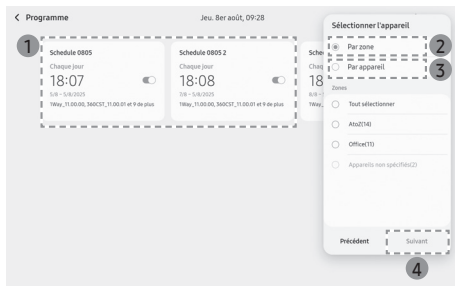 Programme
Jeu. 8er août, 09:28
1
Schedule 0805
Chaque jour
18:07
5/8 ~ 5/8/2025
1Way_11.00.00, 360CST_11.00.01 et 9 de plus
Schedule 0805 2
Chaque jour
18:08
7/8 ~ 5/8/2025
1Way_11.00.00, 360CST_11.00.01 et 9 de plus
Sche
Chaq
18
8/8 ~
1Way
Sélectionner l'appareil
Par zone
2
Par appareil
3
Zones
Tout sélectionner
AtoZ(14)
Office(11)
Appareils non spécifiés(2)
Précédent
Suivant
4